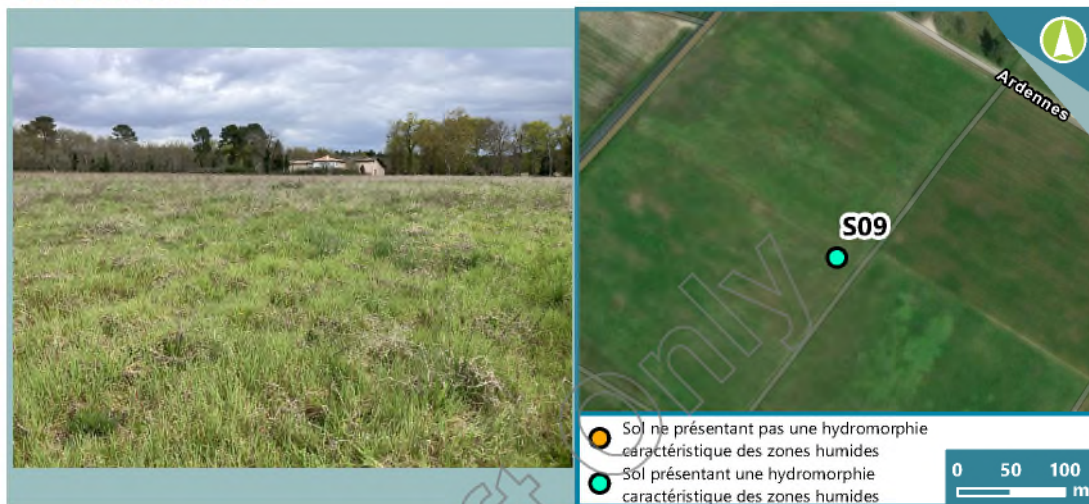 Ardennes
S09
Sol ne présentant pas une hydromorphie
caractéristique des zones humides
Sol présentant une hydromorphie
caractéristique des zones humides
0 50 100
m
only